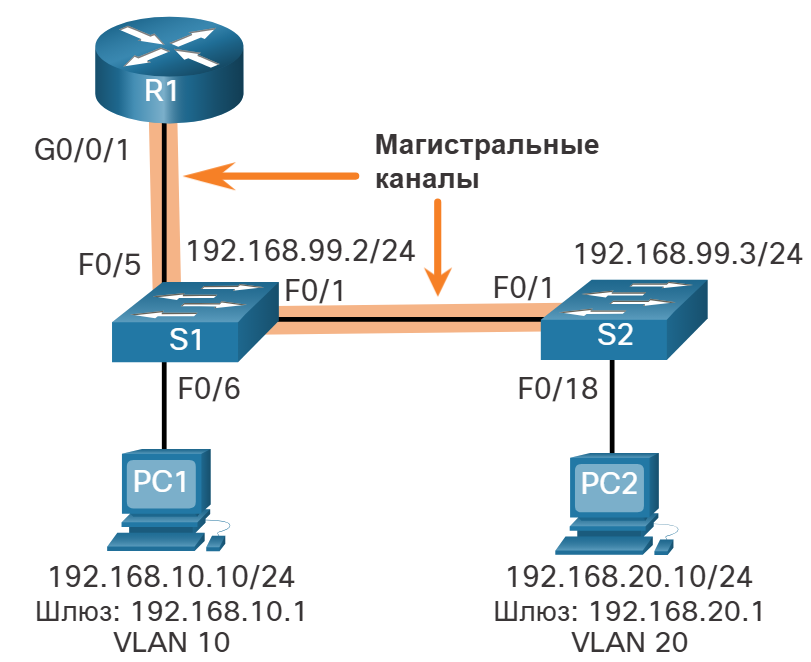 R1
G0/0/1
Магистральные
каналы
F0/5
192.168.99.2/24
192.168.99.3/24
F0/1
F0/1
S1
S2
F0/6
F0/18
PC1
PC2
192.168.10.10/24
Шлюз: 192.168.10.1
VLAN 10
192.168.20.10/24
Шлюз: 192.168.20.1
VLAN 20